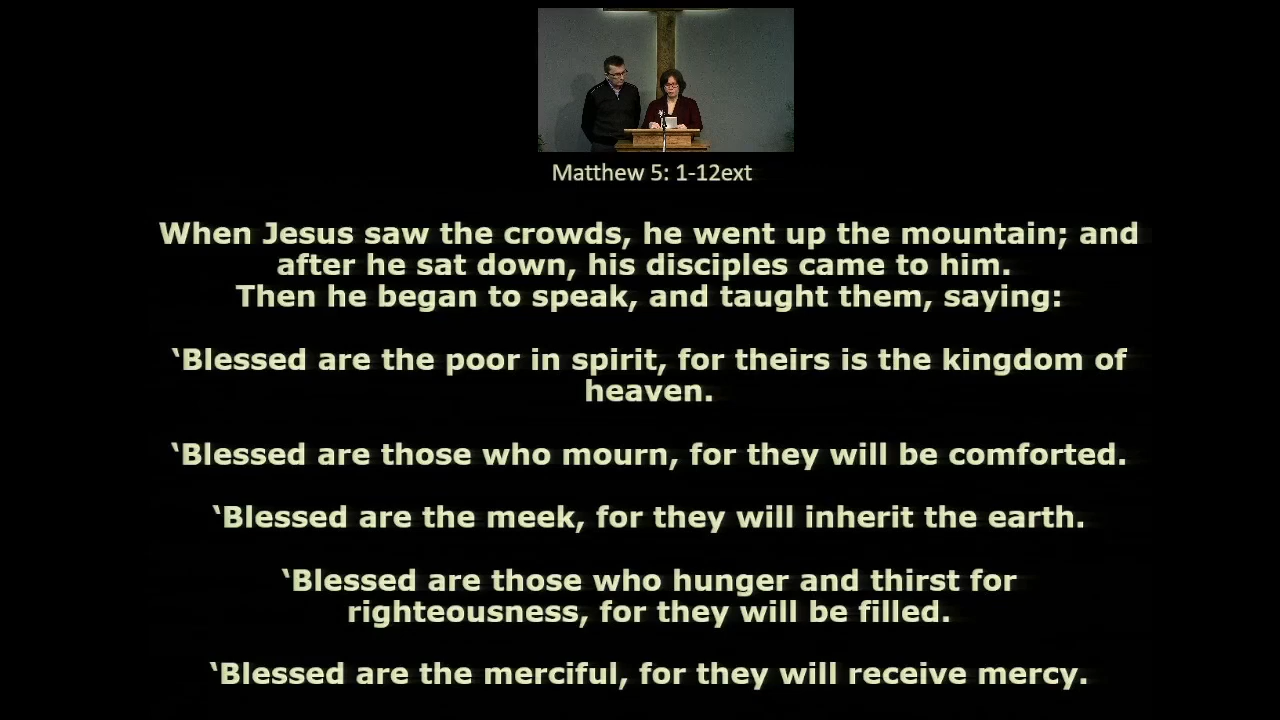 Matthew 5: 1-12ext
When Jesus saw the crowds, he went up the mountain; and
after he sat down, his disciples came to him.
Then he began to speak, and taught them, saying:
‘Blessed are the poor in spirit, for theirs is the kingdom of
heaven.
‘Blessed are those who mourn, for they will be comforted.
‘Blessed are the meek, for they will inherit the earth.
‘Blessed are those who hunger and thirst for
righteousness, for they will be filled.
‘Blessed are the merciful, for they will receive mercy.